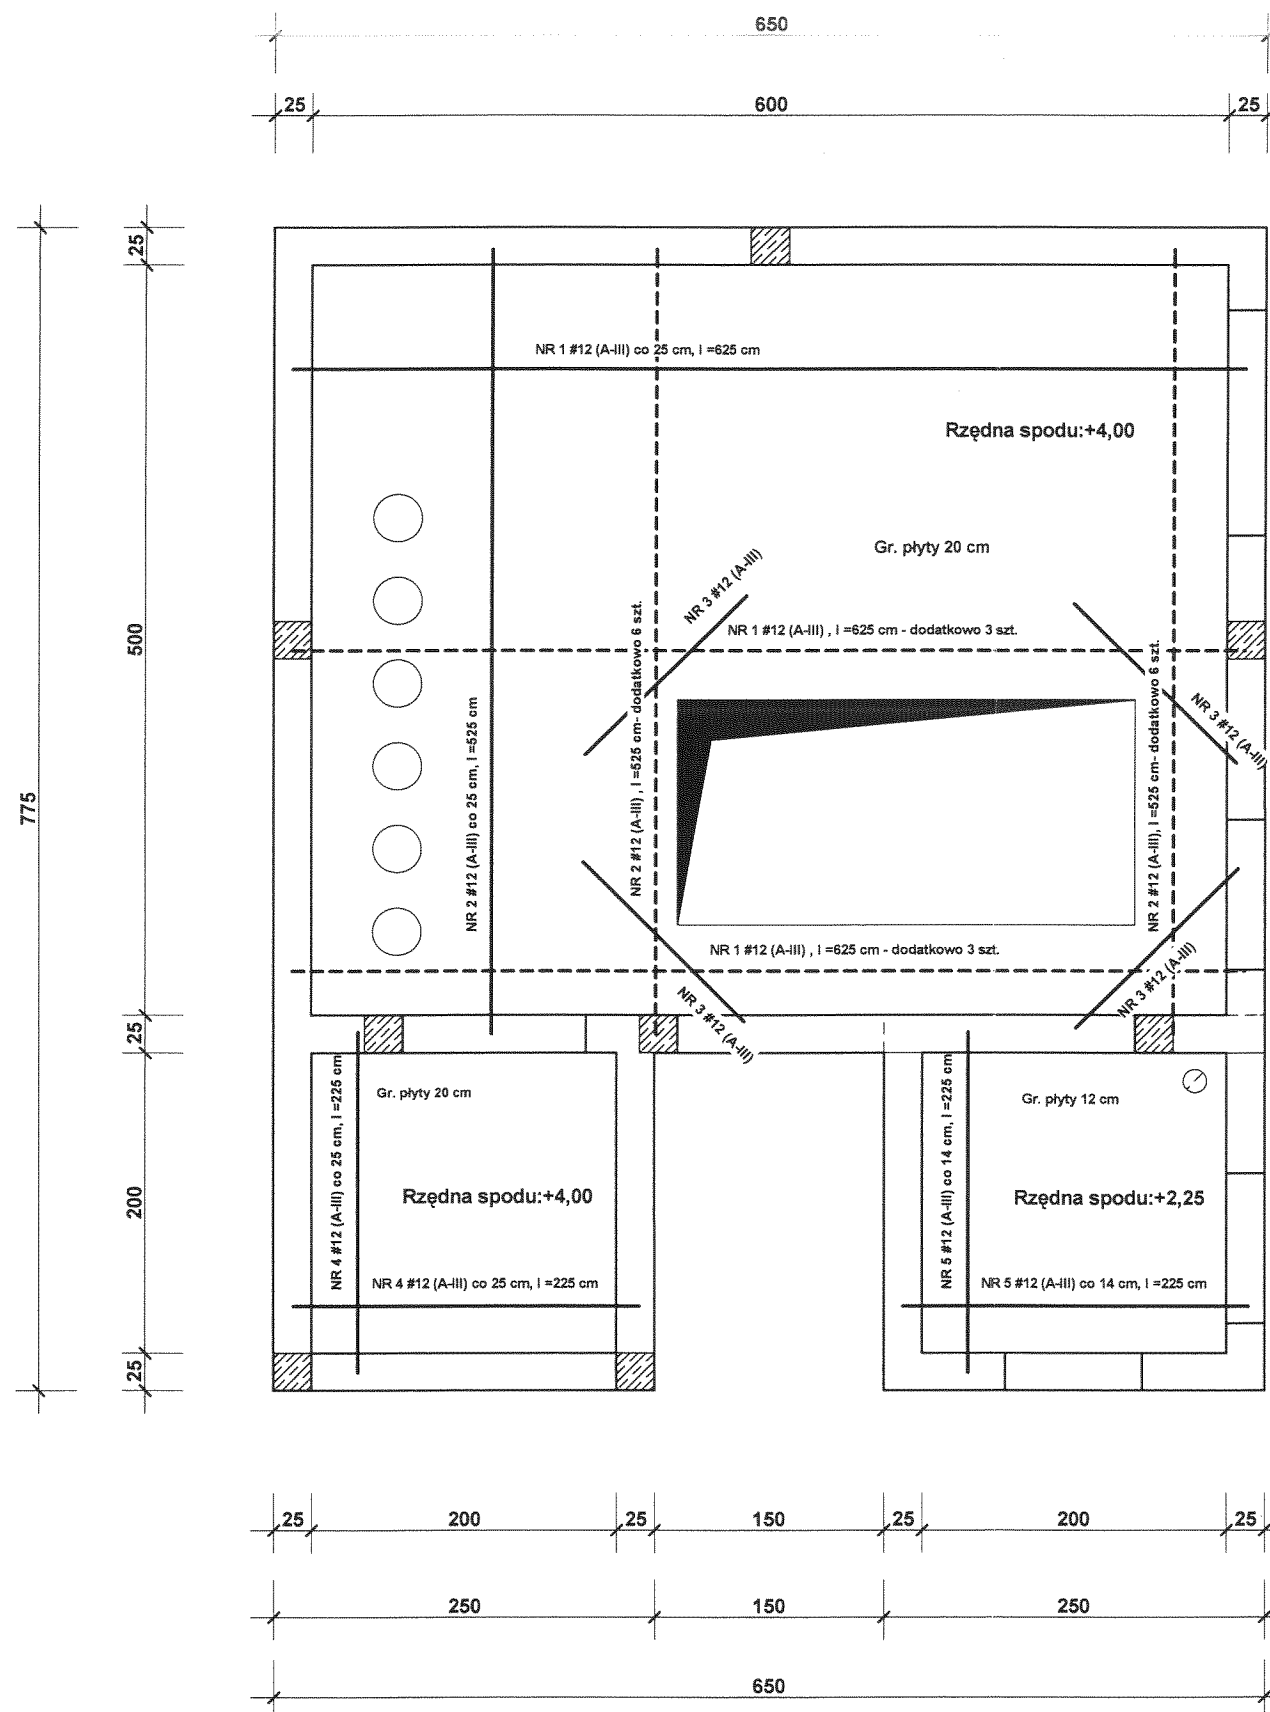 650
25
600
25
25
NR 1 #12 (A-III) co 25 cm, l =625 cm
Rzędna spodu:+4,00
Gr. płyty 20 cm
NR 3 #12 (A-III)
NR 1 #12 (A-III) , l =625 cm - dodatkowo 3 szt.
500
775
NR 2 #12 (A-III) co 25 cm, l =525 cm
NR 2 #12 (A-III) , l =525 cm- dodatkowo 6 szt.
NR 2 #12 (A-III), l =525 cm- dodatkowo 6 szt.
NR 3 #12 (A-III)
NR 1 #12 (A-III) , l =625 cm - dodatkowo 3 szt.
NR 3 #12 (A-III)
NR 3 #12 (A-III)
25
Gr. płyty 20 cm
Gr. płyty 12 cm
NR 4 #12 (A-III) co 25 cm, l =225 cm
NR 5 #12 (A-III) co 14 cm, l =225 cm
200
Rzędna spodu:+4,00
Rzędna spodu:+2,25
NR 4 #12 (A-III) co 25 cm, l =225 cm
NR 5 #12 (A-III) co 14 cm, l =225 cm
25
25
200
25
150
25
200
25
250
150
250
650